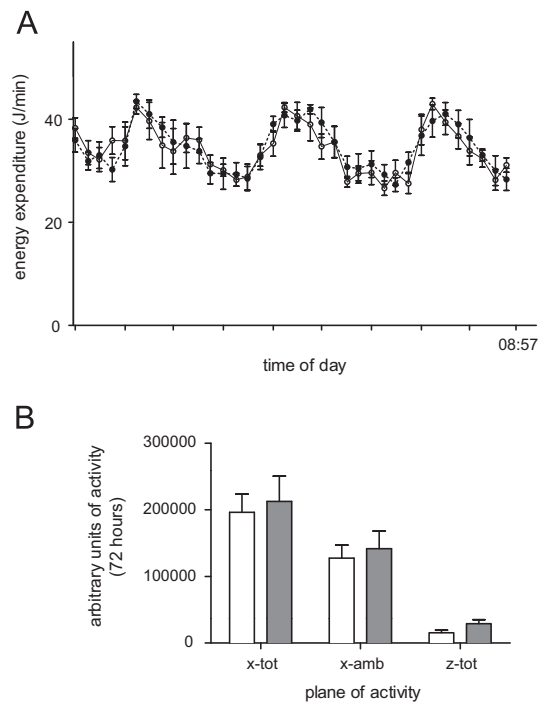 A
energy expenditure (J/min)
40
20
0
08:57
time of day
B
arbitrary units of activity
(72 hours)
300000
200000
100000
0
x-tot x-amb z-tot
plane of activity